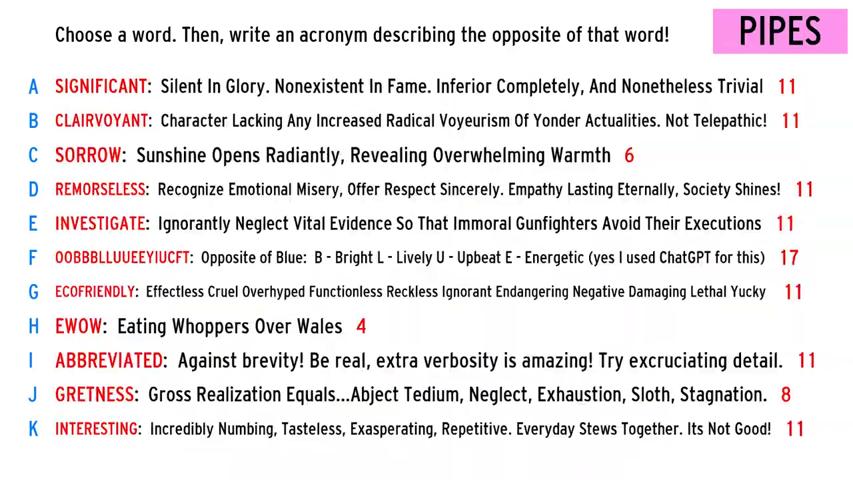 Choose a word. Then, write an acronym describing the opposite of that word!
PIPES
A SIGNIFICANT: Silent In Glory. Nonexistent In Fame. Inferior Completely, And Nonetheless Trivial 11
B CLAIRVOYANT: Character Lacking Any Increased Radical Voyeurism Of Yonder Actualities. Not Telepathic! 11
C SORROW: Sunshine Opens Radiantly, Revealing Overwhelming Warmth 6
D REMORSELESS: Recognize Emotional Misery, Offer Respect Sincerely. Empathy Lasting Eternally, Society Shines! 11
E INVESTIGATE: Ignorantly Neglect Vital Evidence So That Immoral Gunfighters Avoid Their Executions 11
F OOBBBLLUUEEYIUCFT: Opposite of Blue: B - Bright L - Lively U - Upbeat E - Energetic (yes I used ChatGPT for this) 17
G ECOFRIENDLY: Effectless Cruel Overhyped Functionless Reckless Ignorant Endangering Negative Damaging Lethal Yucky 11
H EWOW: Eating Whoppers Over Wales 4
I ABBREVIATED: Against brevity! Be real, extra verbosity is amazing! Try excruciating detail. 11
J GRETNESS: Gross Realization Equals...Abject Tedium, Neglect, Exhaustion, Sloth, Stagnation. 8
K INTERESTING: Incredibly Numbing, Tasteless, Exasperating, Repetitive. Everyday Stews Together. Its Not Good! 11